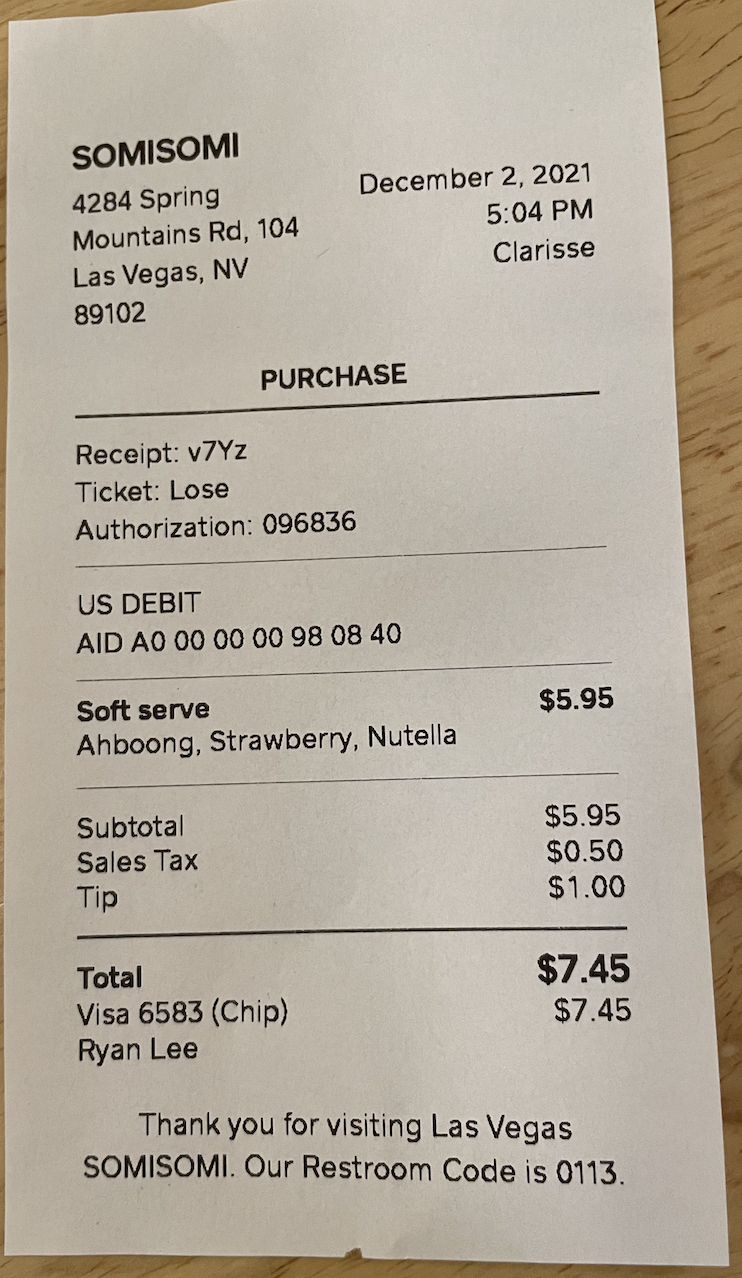 SOMISOMI
4284 Spring
Mountains Rd, 104
Las Vegas, NV
89102
December 2, 2021
5:04 PM
Clarisse
PURCHASE
Receipt: v7Yz
Ticket: Lose
Authorization: 096836
US DEBIT
AID A0 00 00 00 98 08 40
Soft serve $5.95
Ahboong, Strawberry, Nutella
Subtotal $5.95
Sales Tax $0.50
Tip $1.00
Total $7.45
Visa 6583 (Chip) $7.45
Ryan Lee
Thank you for visiting Las Vegas
SOMISOMI. Our Restroom Code is 0113.